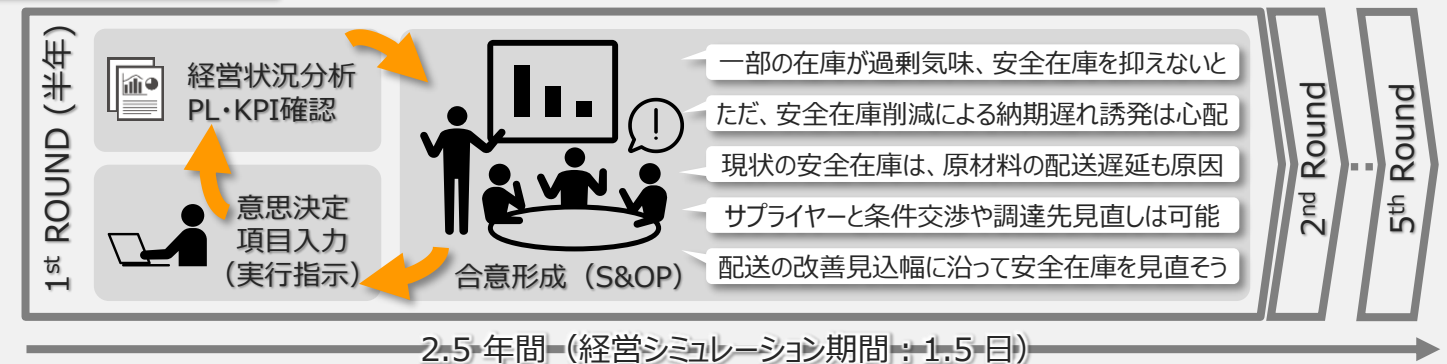 1st ROUND (半年)
経営状況分析
PL・KPI確認
意思決定
項目入力
(実行指示)
合意形成（S&OP）
一部の在庫が過剰気味、安全在庫を抑えないと
ただ、安全在庫削減による納期遅れ誘発は心配
現状の安全在庫は、原材料の配送遅延も原因
サプライヤーと条件交渉や調達先見直しは可能
配送の改善見込幅に沿って安全在庫を見直そう
2nd Round
5th Round
2.5 年間（経営シミュレーション期間：1.5 日）